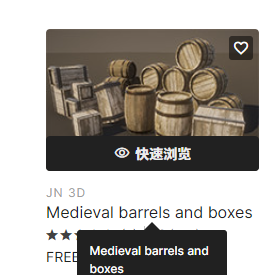 快速浏览
JN 3D
Medieval barrels and boxes
FREE
Medieval barrels and
boxes